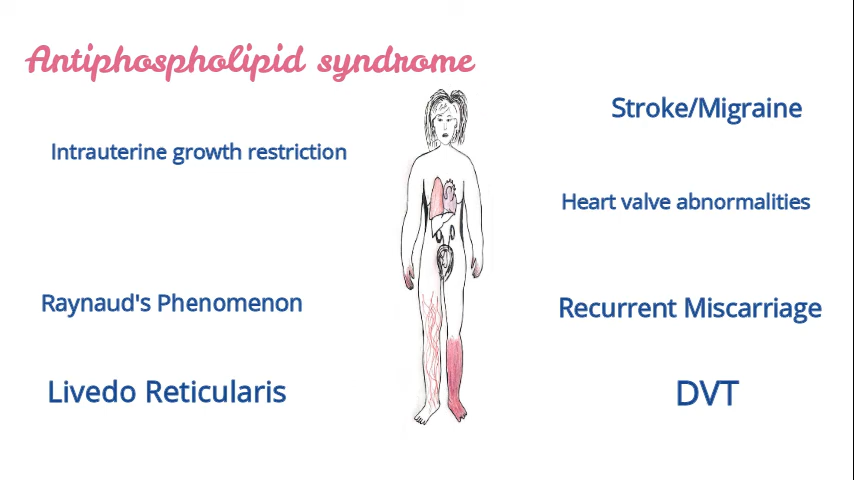 Antiphospholipid syndrome
Stroke/Migraine
Intrauterine growth restriction
Heart valve abnormalities
Raynaud's Phenomenon
Recurrent Miscarriage
Livedo Reticularis
DVT